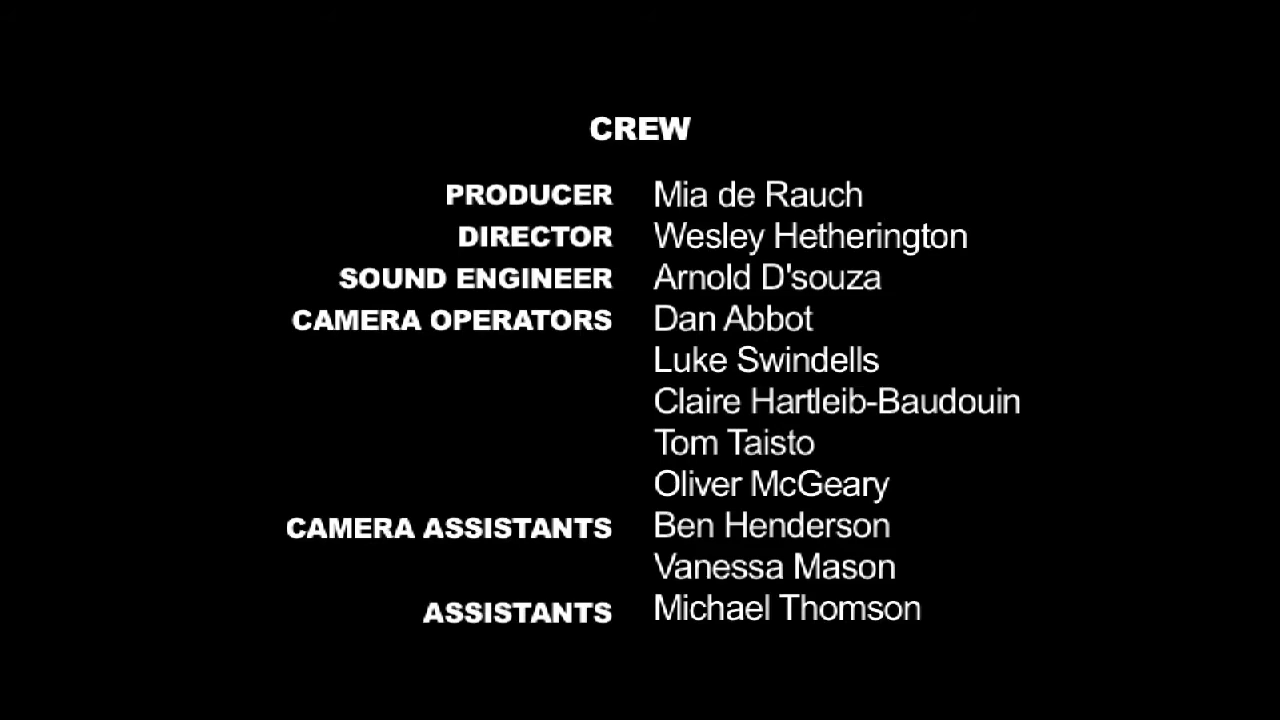 CREW
PRODUCER Mia de Rauch
DIRECTOR Wesley Hetherington
SOUND ENGINEER Arnold D'souza
CAMERA OPERATORS Dan Abbot
Luke Swindells
Claire Hartleib-Baudouin
Tom Taisto
Oliver McGeary
CAMERA ASSISTANTS Ben Henderson
Vanessa Mason
ASSISTANTS Michael Thomson